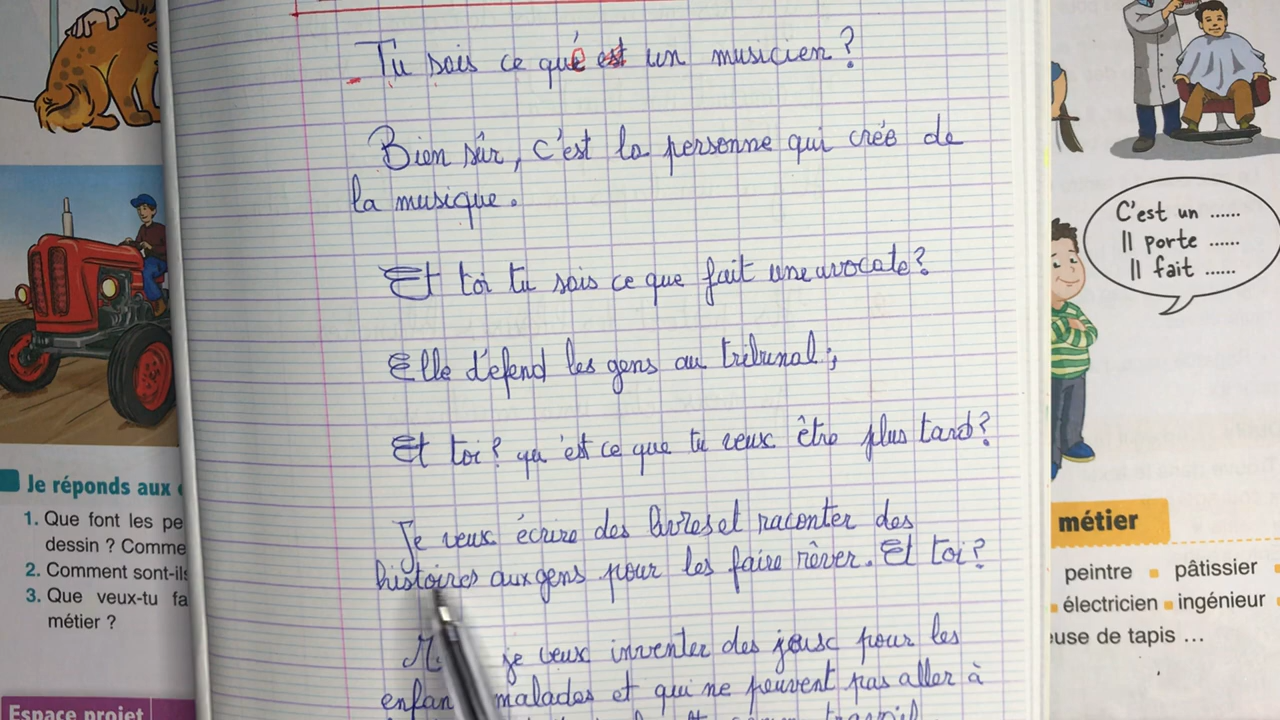 Tu sais ce qu'é est un musicien?
Bien sûr, c'est la personne qui crée de
la musique.
Et toi tu sais ce que fait une avocate?
Elle défend les gens au tribunal;
Et toi? qu'est ce que tu veux être plus tard?
Je veux écrire des livres et raconter des
histoires aux gens pour les faire rêver. Et toi?
je veux inventer des jeux pour les
malades et qui ne peuvent pas aller à
Je réponds aux
1. Que font les pe
dessin ? Comme
2. Comment sont-ils
3. Que veux-tu fa
métier ?
Espace projet
C'est un ......
Il porte ......
Il fait ......
métier
peintre ▪ pâtissier
▪ électricien ▪ ingénieur
euse de tapis ...